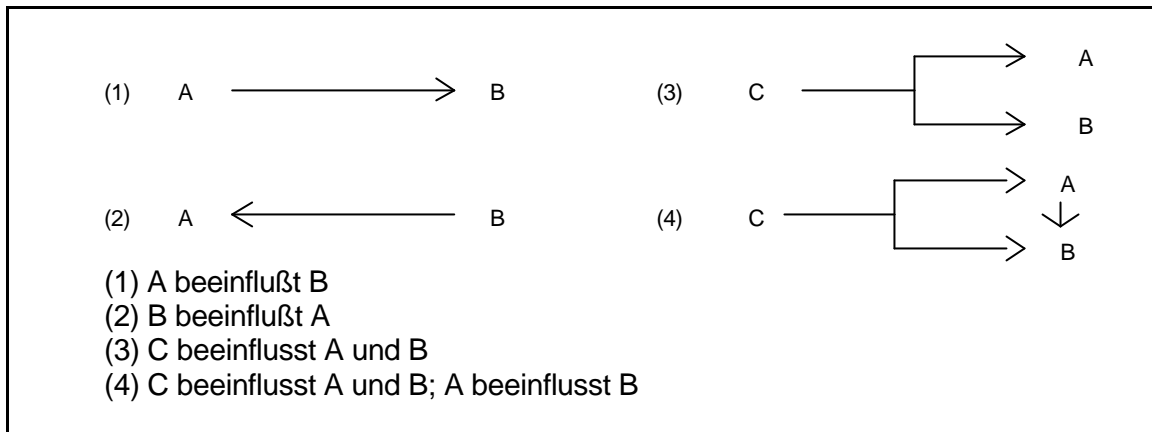 (1) A B
(3) C A
B
(2) A B
(4) C A
B
(1) A beeinflußt B
(2) B beeinflußt A
(3) C beeinflusst A und B
(4) C beeinflusst A und B; A beeinflusst B